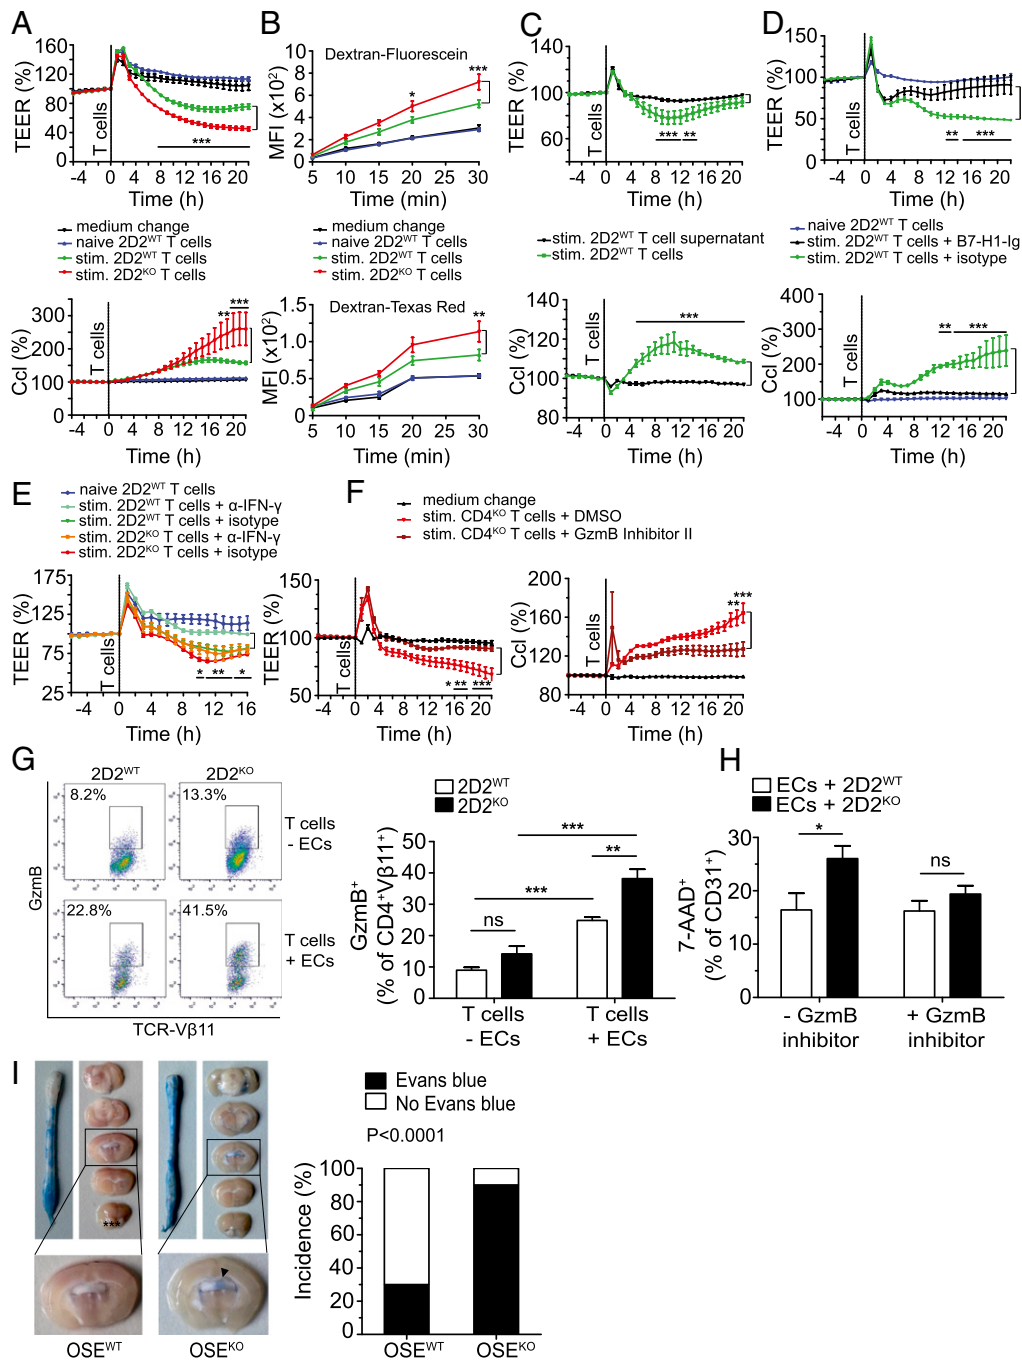 A
TEER (%)
160
120
80
40
0
T cells
***
-4 0 4 8 12 16 20
Time (h)
medium change
naive 2D2WT T cells
stim. 2D2WT T cells
stim. 2D2KO T cells
Ccl (%)
300
200
100
0
T cells
**
***
-4 0 4 8 12 16 20
Time (h)
B
Dextran-Fluorescein
MFI (x10²)
10
8
6
4
2
0
*
***
5 10 15 20 25 30
Time (min)
medium change
naive 2D2WT T cells
stim. 2D2WT T cells
stim. 2D2KO T cells
Dextran-Texas Red
MFI (x10²)
1.5
1.0
0.5
0
**
5 10 15 20 25 30
Time (min)
C
TEER (%)
140
120
100
80
60
T cells
*** **
-4 0 4 8 12 16 20
Time (h)
stim. 2D2WT T cell supernatant
stim. 2D2WT T cells
Ccl (%)
140
120
100
80
T cells
***
-4 0 4 8 12 16 20
Time (h)
D
TEER (%)
150
100
50
0
T cells
** ***
-4 0 4 8 12 16 20
Time (h)
naive 2D2WT T cells
stim. 2D2WT T cells + B7-H1-Ig
stim. 2D2WT T cells + isotype
Ccl (%)
400
300
200
100
T cells
** ***
-4 0 4 8 12 16 20
Time (h)
E
naive 2D2WT T cells
stim. 2D2WT T cells + α-IFN-γ
stim. 2D2WT T cells + isotype
stim. 2D2KO T cells + α-IFN-γ
stim. 2D2KO T cells + isotype
TEER (%)
175
125
75
25
T cells
* ** *
-4 0 4 8 12 16
Time (h)
F
medium change
stim. CD4KO T cells + DMSO
stim. CD4KO T cells + GzmB Inhibitor II
TEER (%)
150
100
50
T cells
* ** ***
-4 0 4 8 12 16 20
Time (h)
Ccl (%)
200
160
120
80
T cells
** ***
-4 0 4 8 12 16 20
Time (h)
G
2D2WT 2D2KO
8.2% 13.3%
T cells
- ECs
22.8% 41.5%
T cells
+ ECs
GzmB
TCR-Vβ11
2D2WT
2D2KO
GzmB+
(% of CD4+Vβ11+)
50
40
30
20
10
0
***
**
***
ns
T cells
- ECs
T cells
+ ECs
H
ECs + 2D2WT
ECs + 2D2KO
7-AAD+
(% of CD31+)
30
20
10
0
*
ns
- GzmB
inhibitor
+ GzmB
inhibitor
I
***
OSEWT
OSEKO
Evans blue
No Evans blue
P<0.0001
Incidence (%)
100
80
60
40
20
0
OSEWT OSEKO